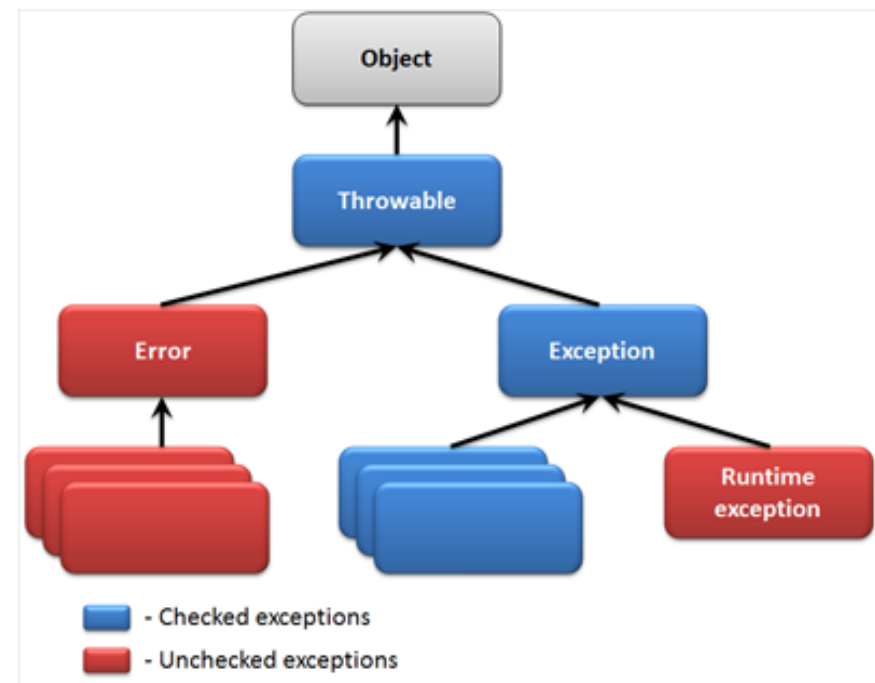 Object
Throwable
Error
Exception
Runtime
exception
- Checked exceptions
- Unchecked exceptions